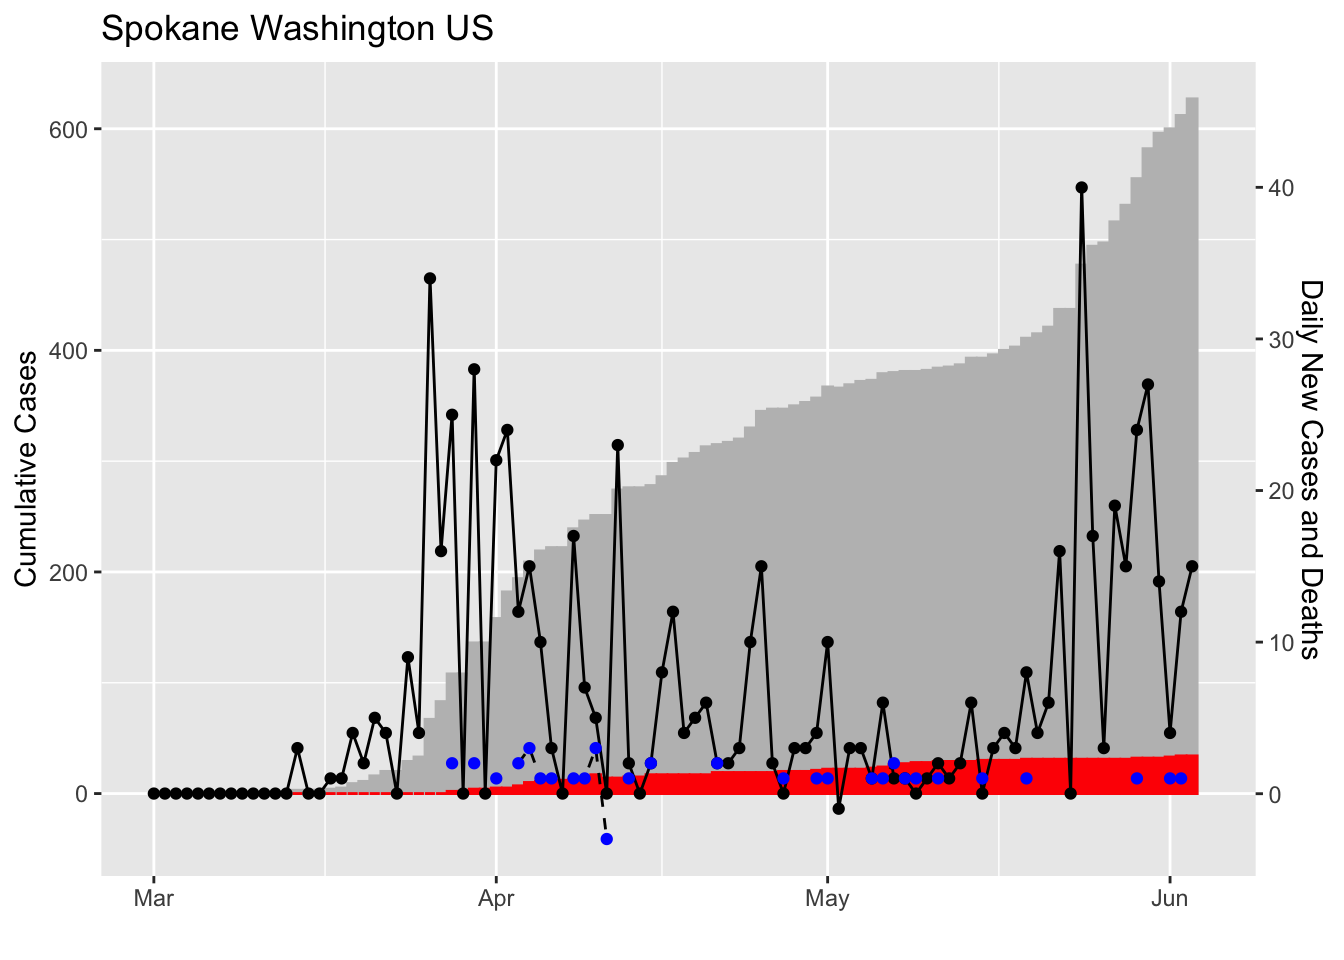 Spokane Washington US
Cumulative Cases
600
400
200
0
40
30
20
10
0
Daily New Cases and Deaths
Mar
Apr
May
Jun